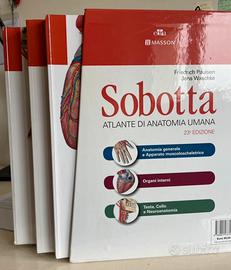 MASSON
Friedrich Paulsen
Jens Waschke
Sobotta
ATLANTE DI ANATOMIA UMANA
23ª EDIZIONE
Anatomia generale
e Apparato muscoloscheletrico
Organi interni
Testa, Collo
e Neuroanatomia
subito